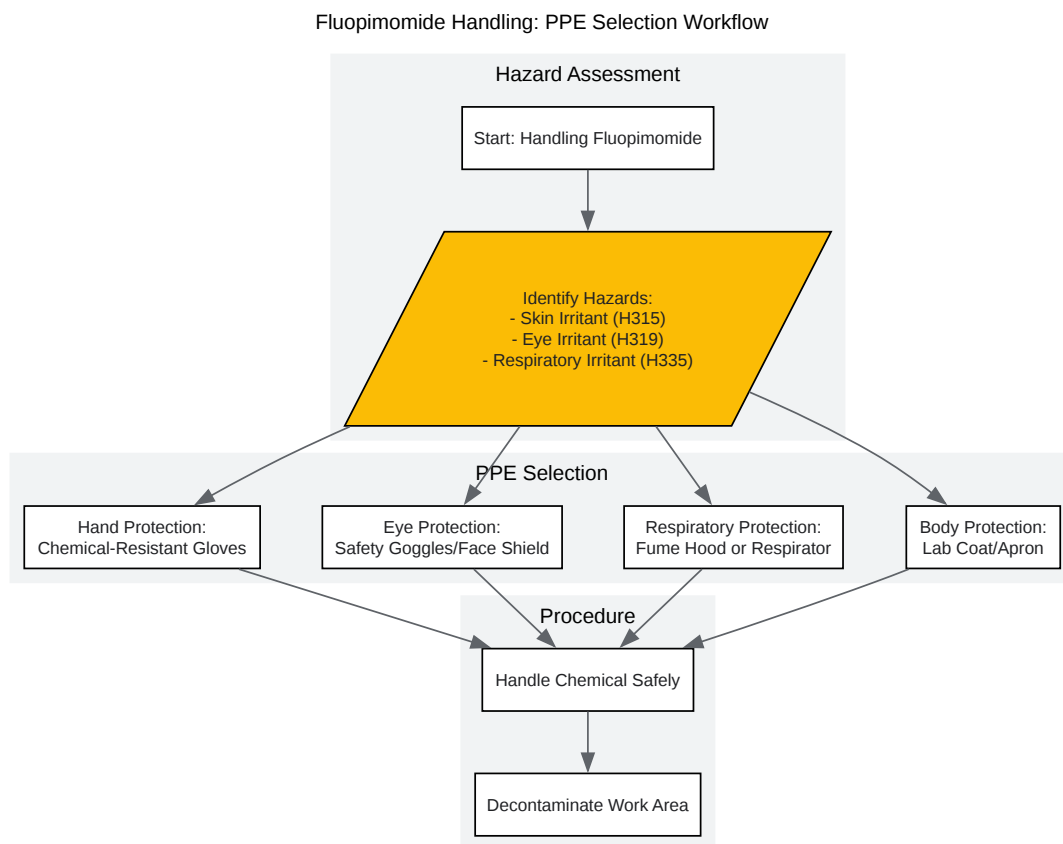 Fluopimomide Handling: PPE Selection Workflow
Hazard Assessment
Start: Handling Fluopimomide
Identify Hazards:
- Skin Irritant (H315)
- Eye Irritant (H319)
- Respiratory Irritant (H335)
PPE Selection
Hand Protection:
Chemical-Resistant Gloves
Eye Protection:
Safety Goggles/Face Shield
Respiratory Protection:
Fume Hood or Respirator
Body Protection:
Lab Coat/Apron
Procedure
Handle Chemical Safely
Decontaminate Work Area